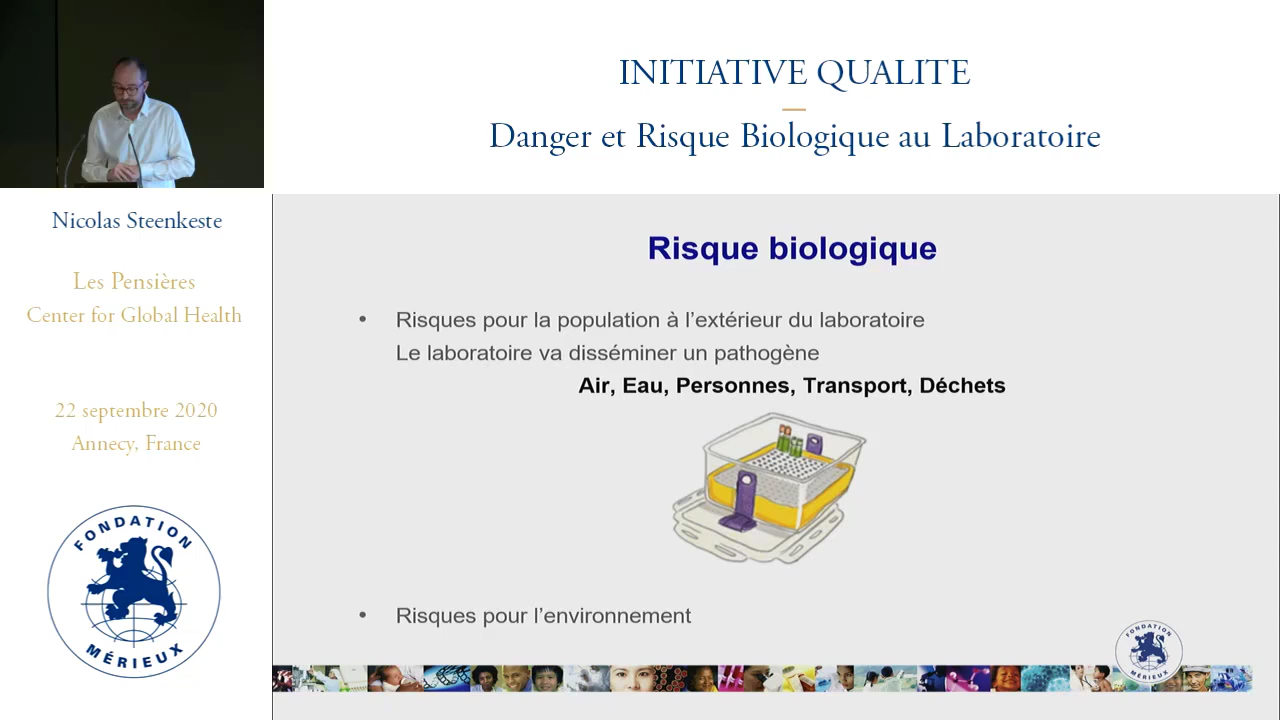 INITIATIVE QUALITE
Danger et Risque Biologique au Laboratoire
Nicolas Steenkeste
Les Pensières
Center for Global Health
22 septembre 2020
Annecy, France
FONDATION
MÉRIEUX
Risque biologique
• Risques pour la population à l’extérieur du laboratoire
Le laboratoire va disséminer un pathogène
Air, Eau, Personnes, Transport, Déchets
• Risques pour l’environnement
FONDATION
MÉRIEUX